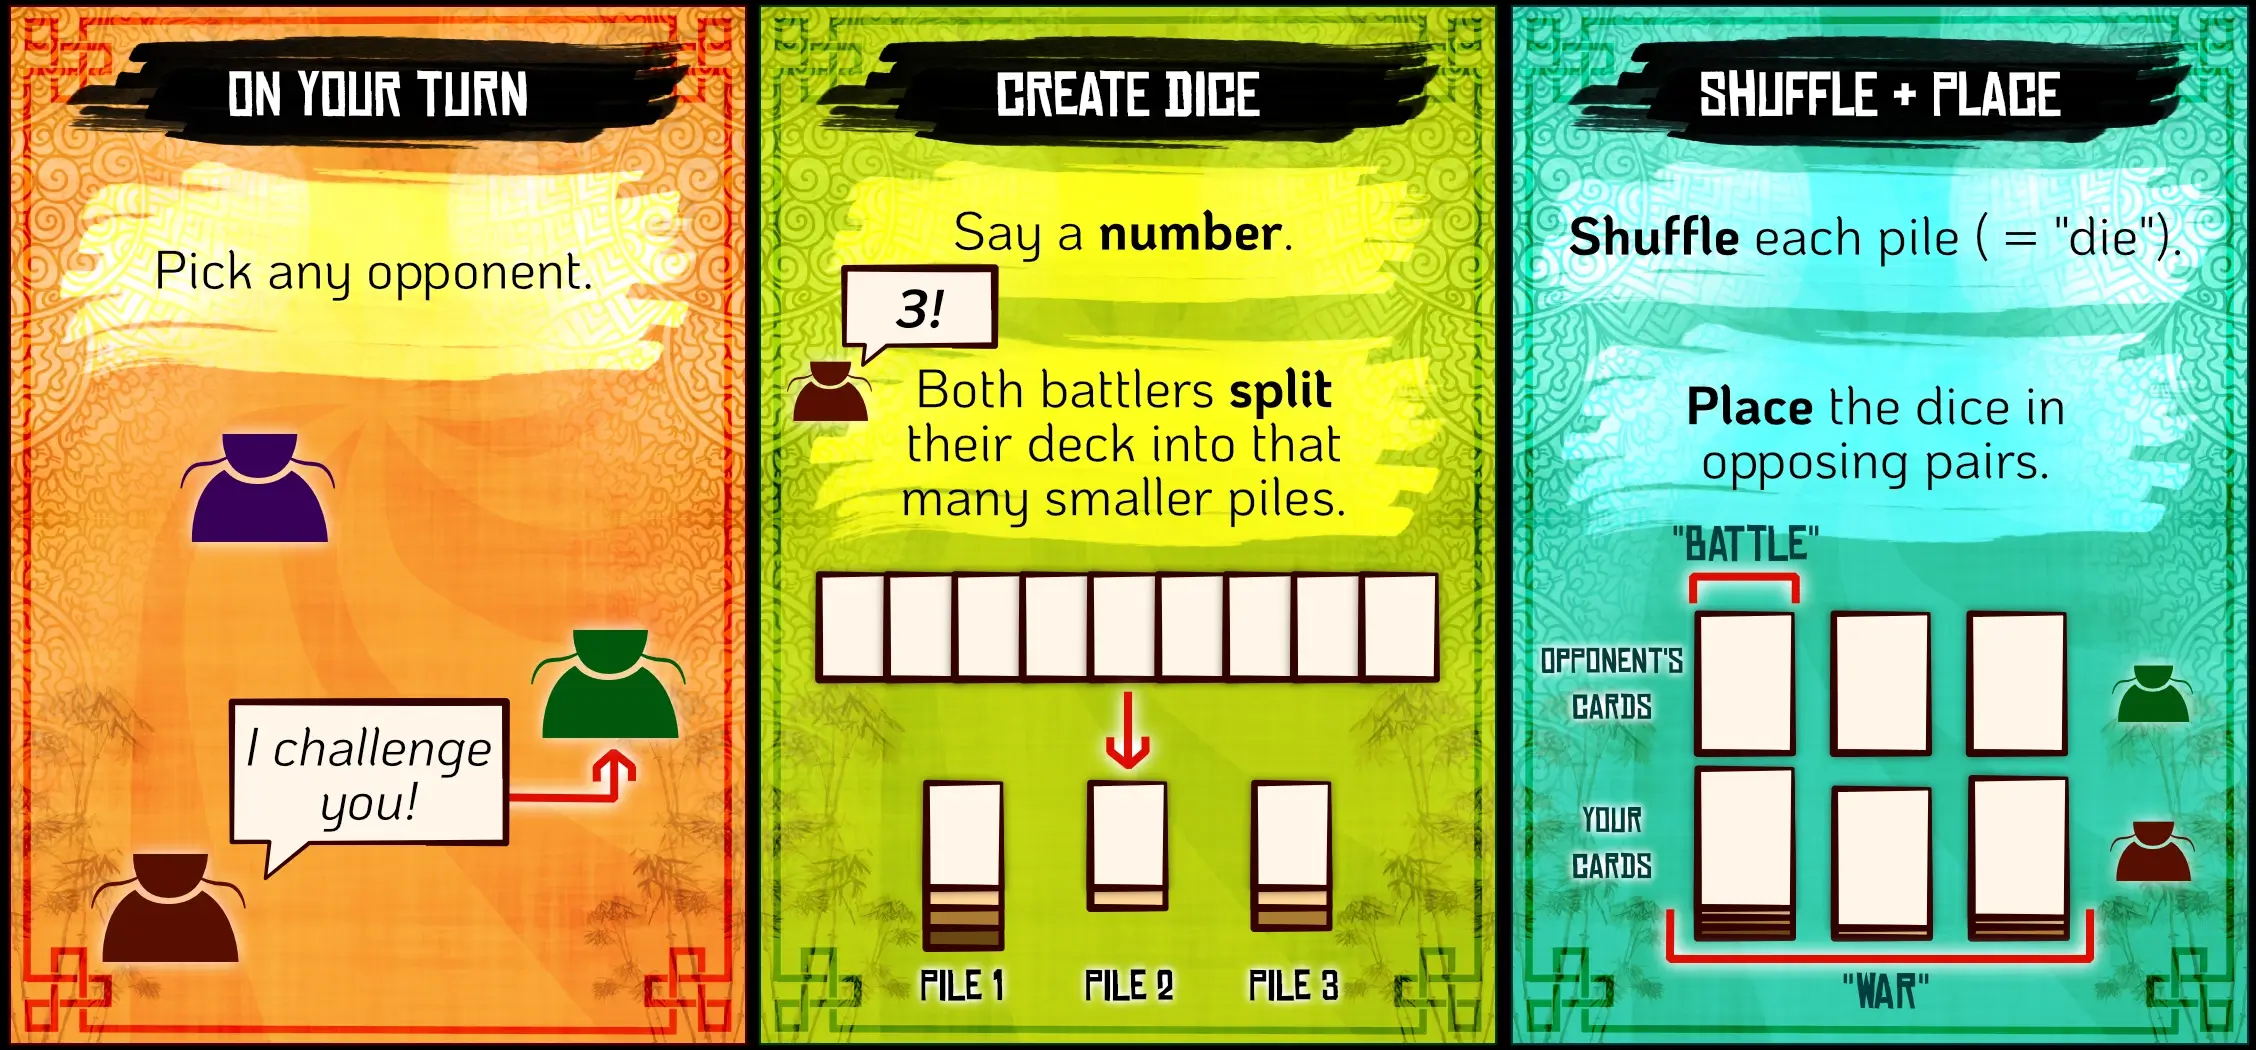 ON YOUR TURN
Pick any opponent.
I challenge
you!
CREATE DICE
Say a number.
3!
Both battlers split
their deck into that
many smaller piles.
PILE 1
PILE 2
PILE 3
SHUFFLE + PLACE
Shuffle each pile ( = "die").
Place the dice in
opposing pairs.
"BATTLE"
OPPONENT'S
CARDS
YOUR
CARDS
"WAR"